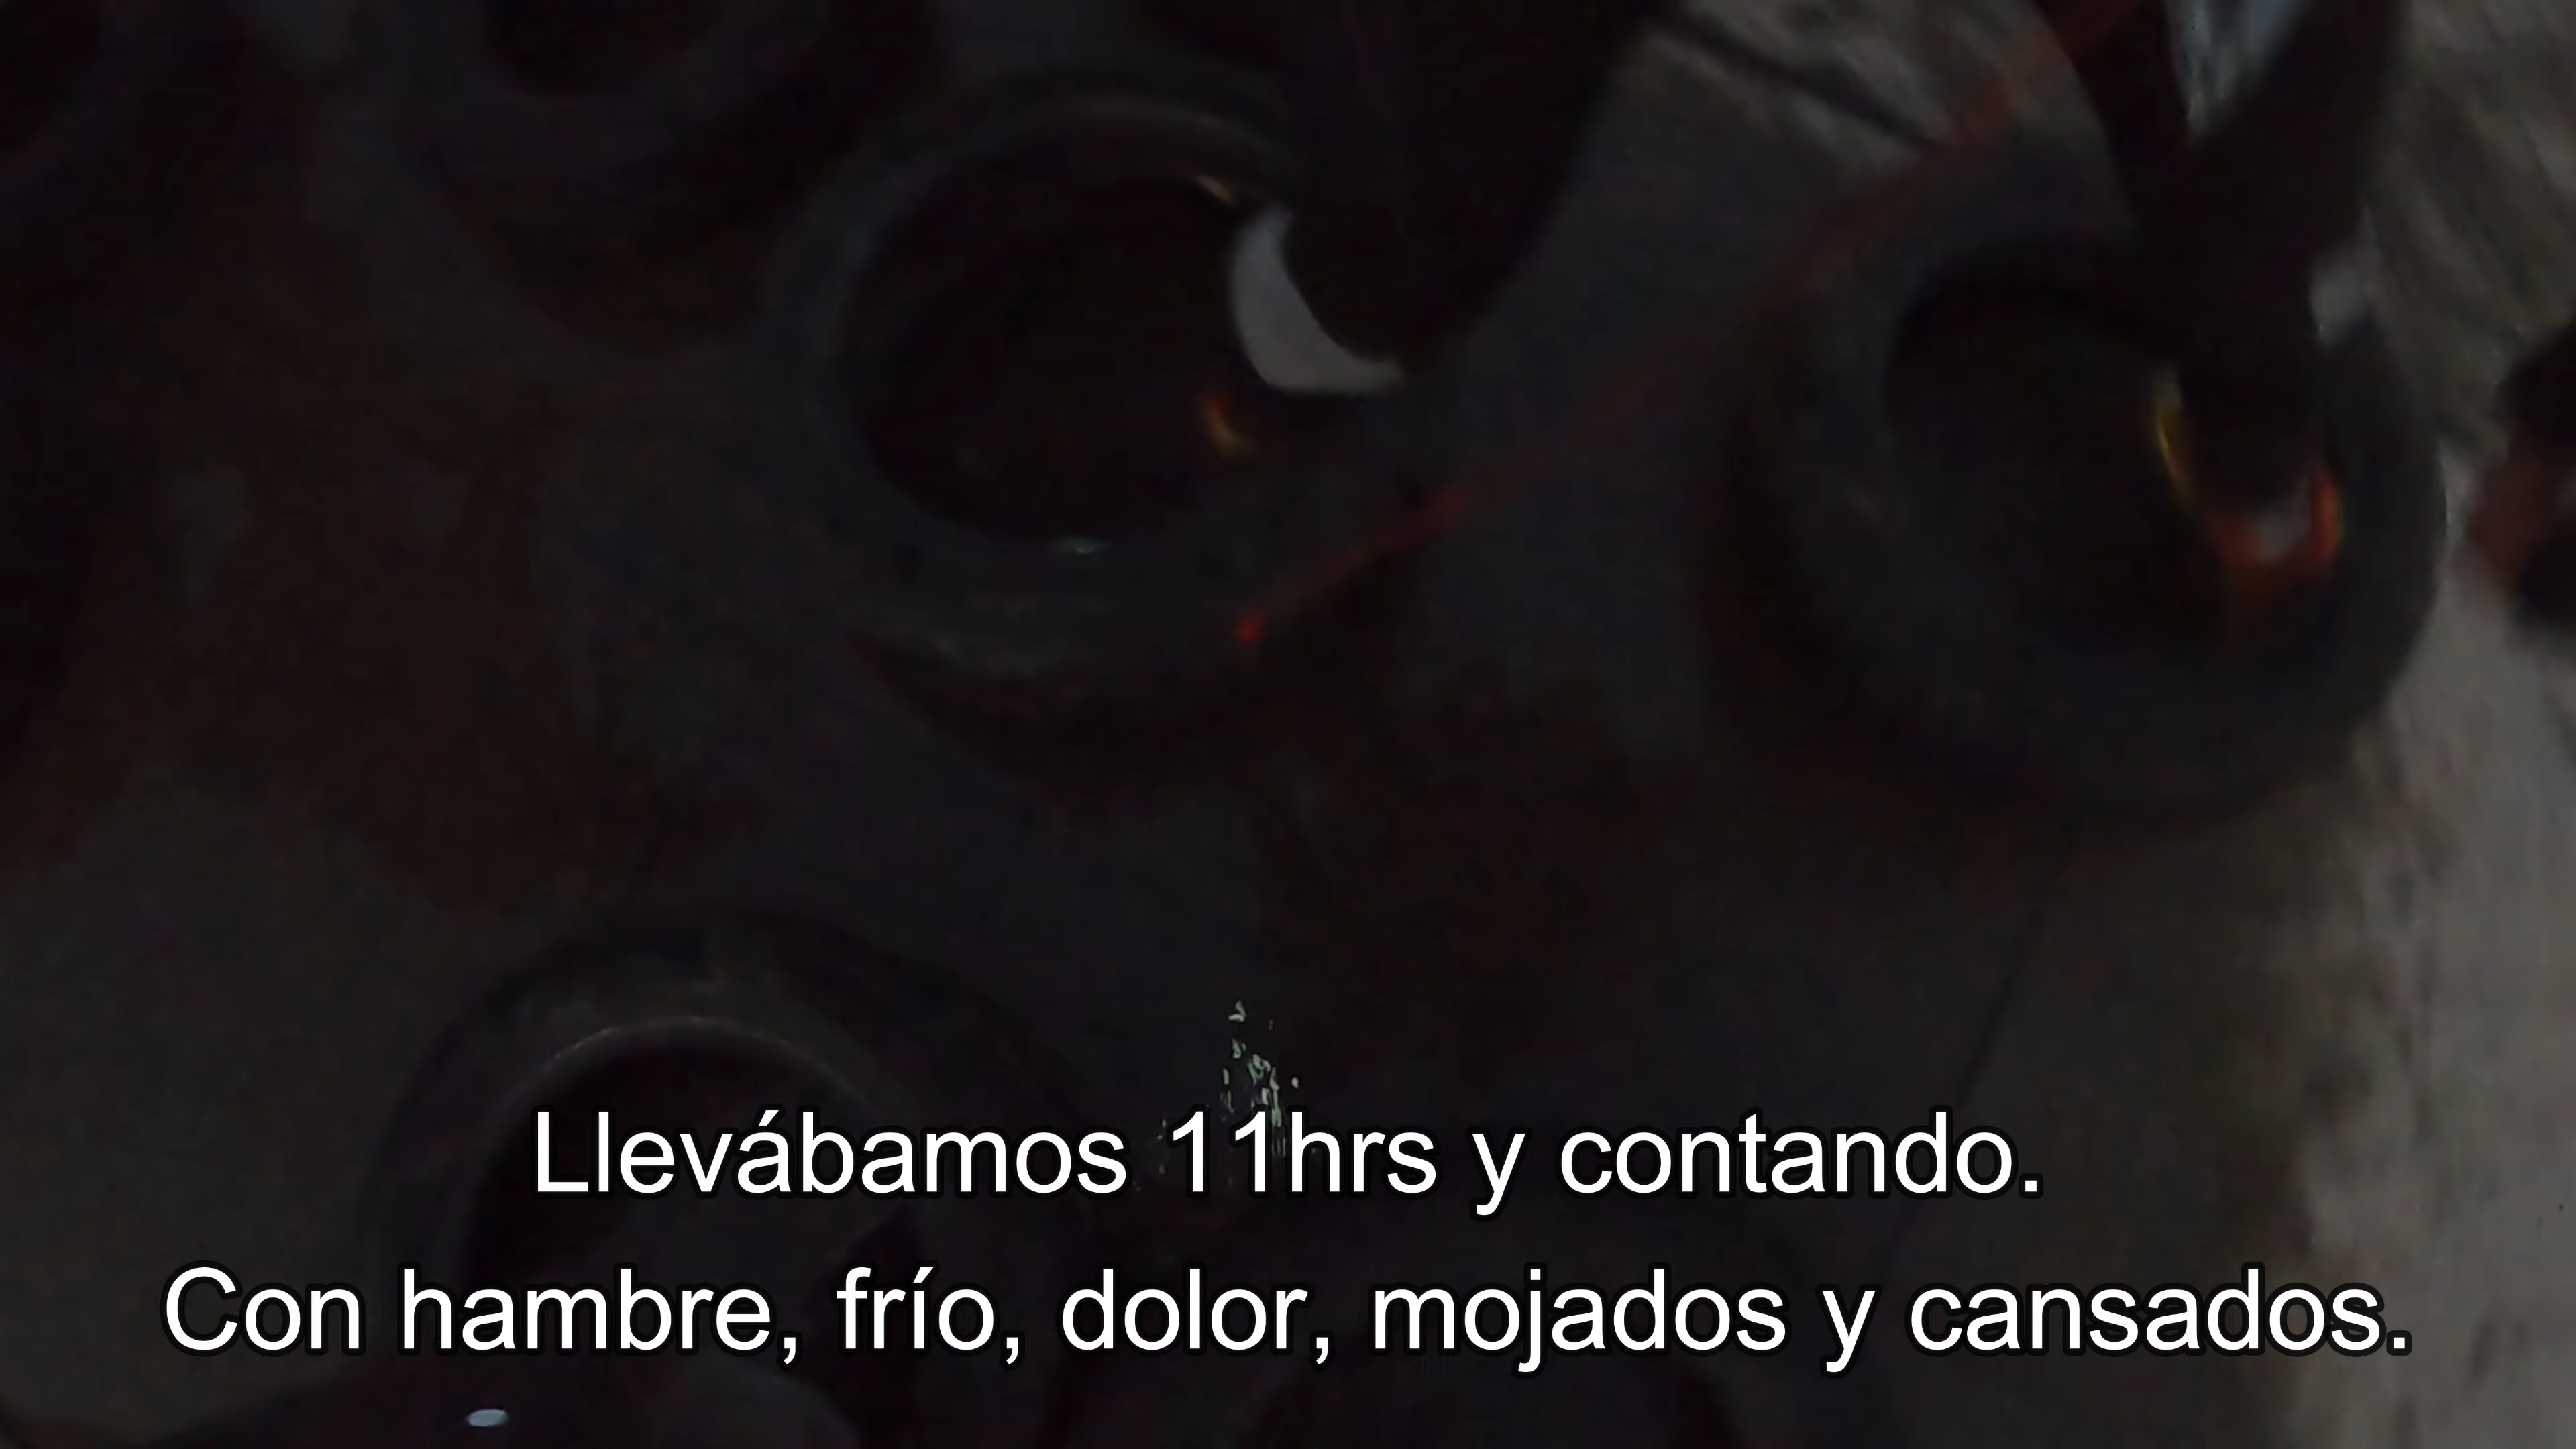 Llevábamos 11hrs y contando.
Con hambre, frío, dolor, mojados y cansados.